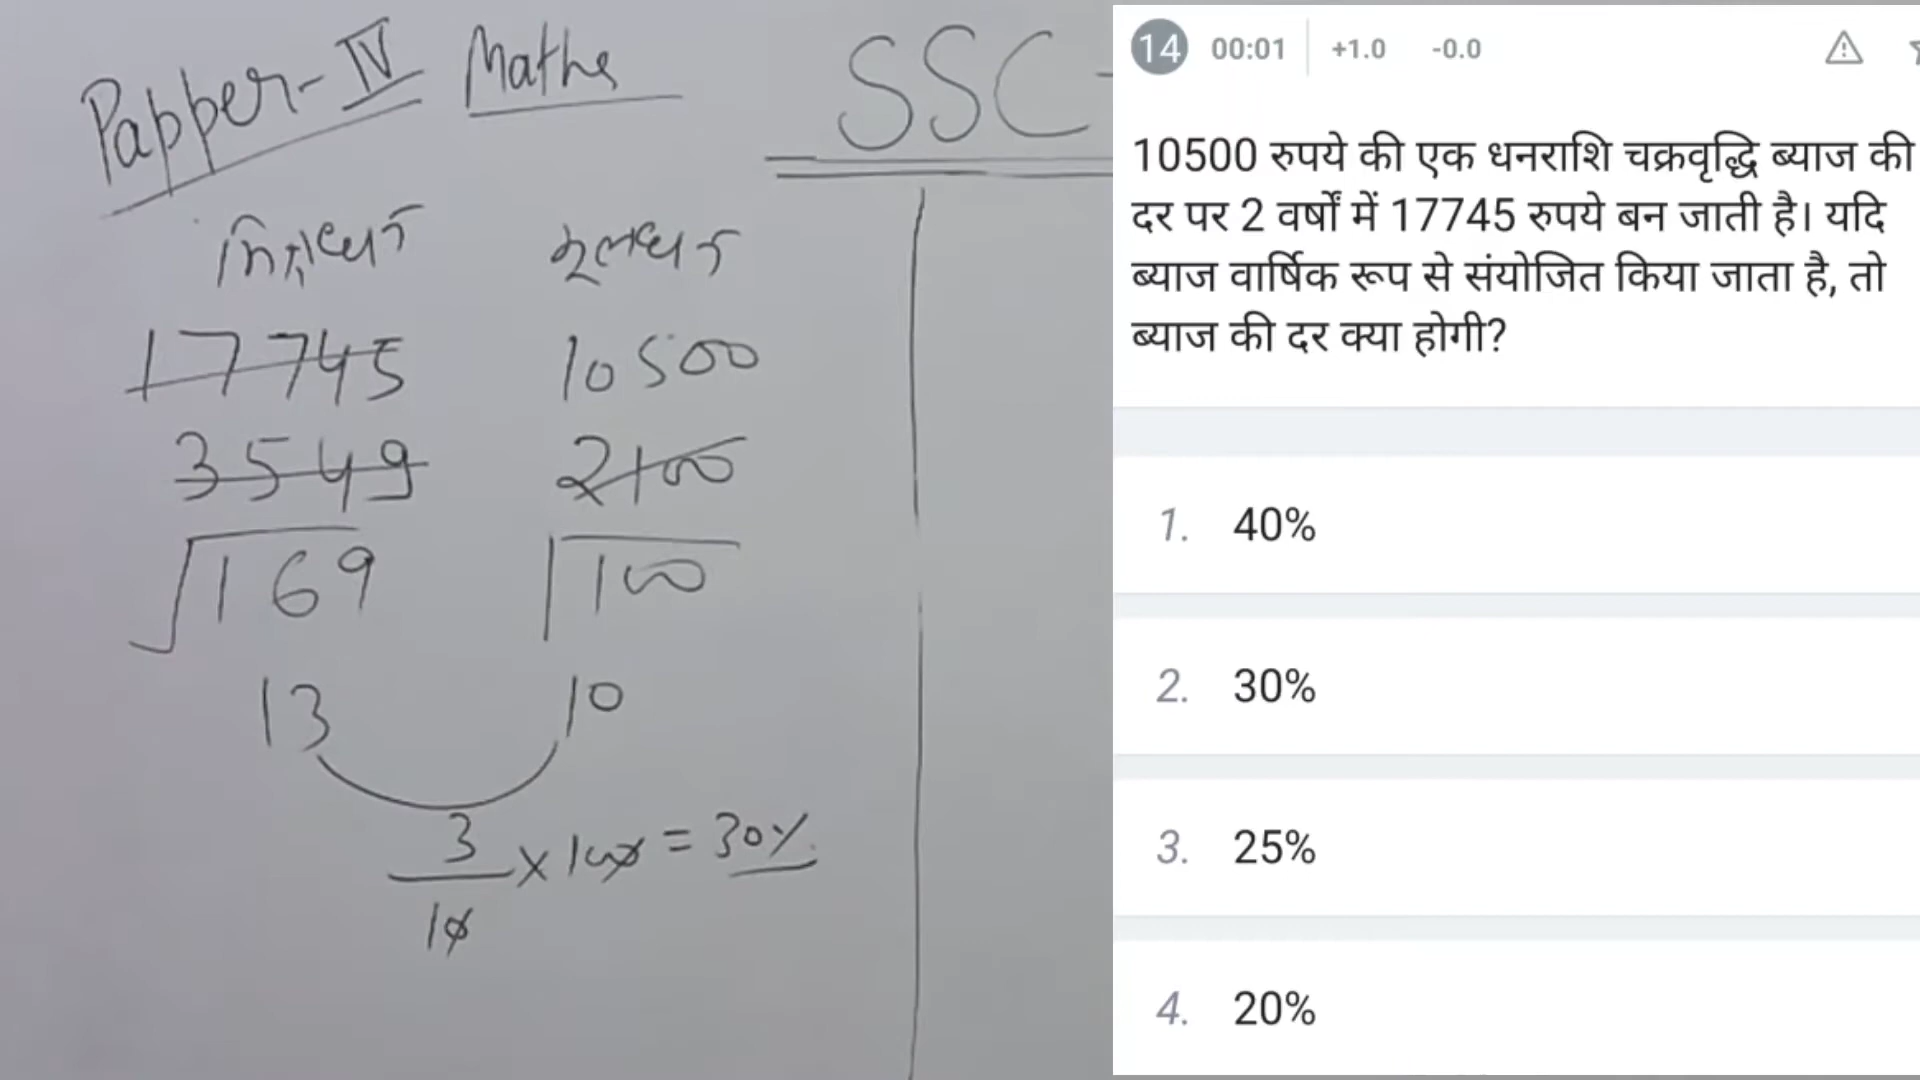 Papper-IV Maths
SSC-
मिश्रधन मूलधन
17745 10500
3549 2100
√169 √100
13 10
3/10 × 100 = 30%
14 00:01 +1.0 -0.0
10500 रुपये की एक धनराशि चक्रवृद्धि ब्याज की
दर पर 2 वर्षों में 17745 रुपये बन जाती है। यदि
ब्याज वार्षिक रूप से संयोजित किया जाता है, तो
ब्याज की दर क्या होगी?
1. 40%
2. 30%
3. 25%
4. 20%